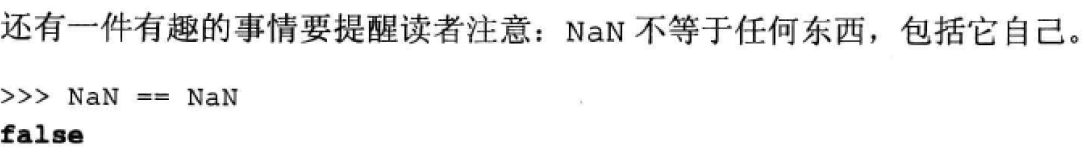 还有一件有趣的事情要提醒读者注意：NaN 不等于任何东西，包括它自己。
>>> NaN == NaN
false